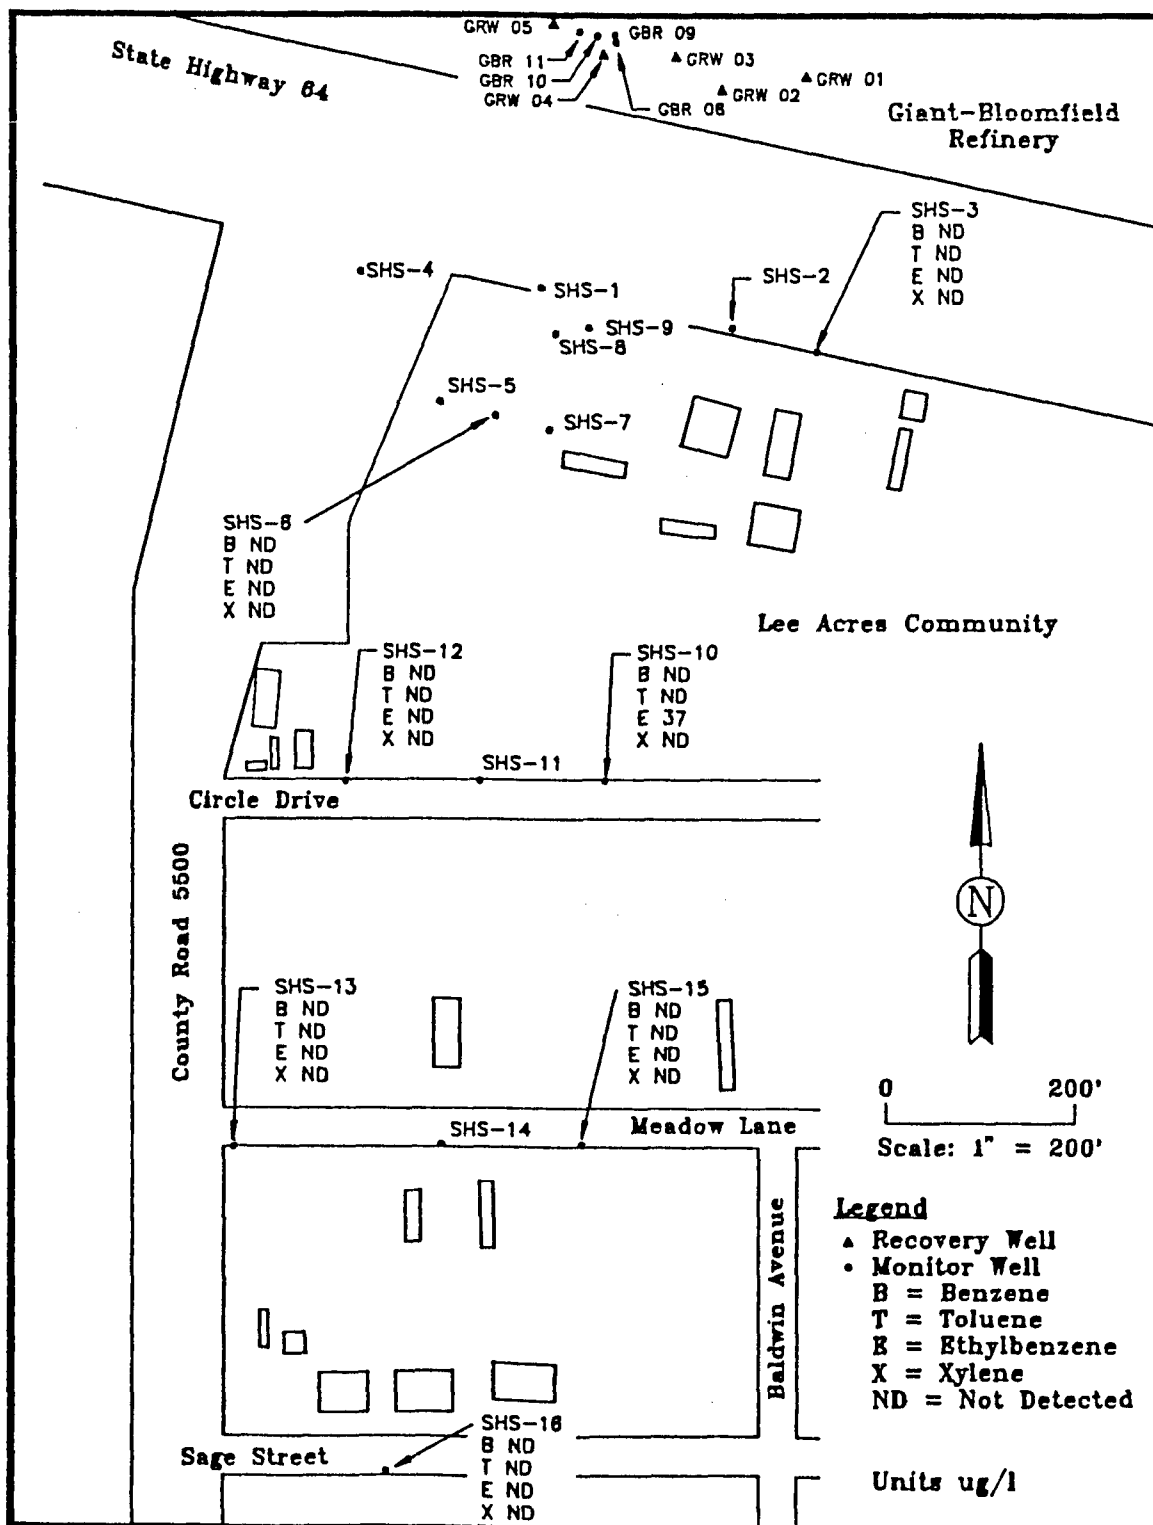 GRW 05
GBR 09
State Highway 64
GBR 11
GRW 03
GBR 10
GRW 01
GRW 04
GRW 02
GBR 06
Giant-Bloomfield
Refinery
SHS-3
B ND
T ND
E ND
X ND
SHS-4
SHS-2
SHS-1
SHS-9
SHS-8
SHS-5
SHS-7
SHS-6
B ND
T ND
E ND
X ND
Lee Acres Community
SHS-12
B ND
T ND
E ND
X ND
SHS-10
B ND
T ND
E 37
X ND
SHS-11
Circle Drive
County Road 5500
N
SHS-13
B ND
T ND
E ND
X ND
SHS-15
B ND
T ND
E ND
X ND
0 200'
Scale: 1" = 200'
SHS-14
Meadow Lane
Baldwin Avenue
Legend
Recovery Well
Monitor Well
B = Benzene
T = Toluene
E = Ethylbenzene
X = Xylene
ND = Not Detected
SHS-16
B ND
T ND
E ND
X ND
Sage Street
Units ug/l